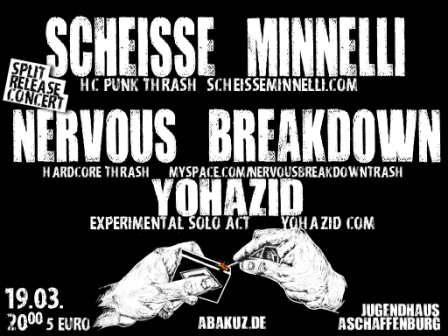 SCHEISSE MINNELLI
SPLIT
RELEASE
CONCERT
HC PUNK THRASH SCHEISSEMINNELLI.COM
NERVOUS BREAKDOWN
HARDCORE THRASH MYSPACE.COM/NERVOUSBREAKDOWNTRASH
YOHAZID
EXPERIMENTAL SOLO ACT YOHAZID COM
19.03.
20⁰⁰ 5 EURO
ABAKUZ.DE
JUGENDHAUS
ASCHAFFENBURG